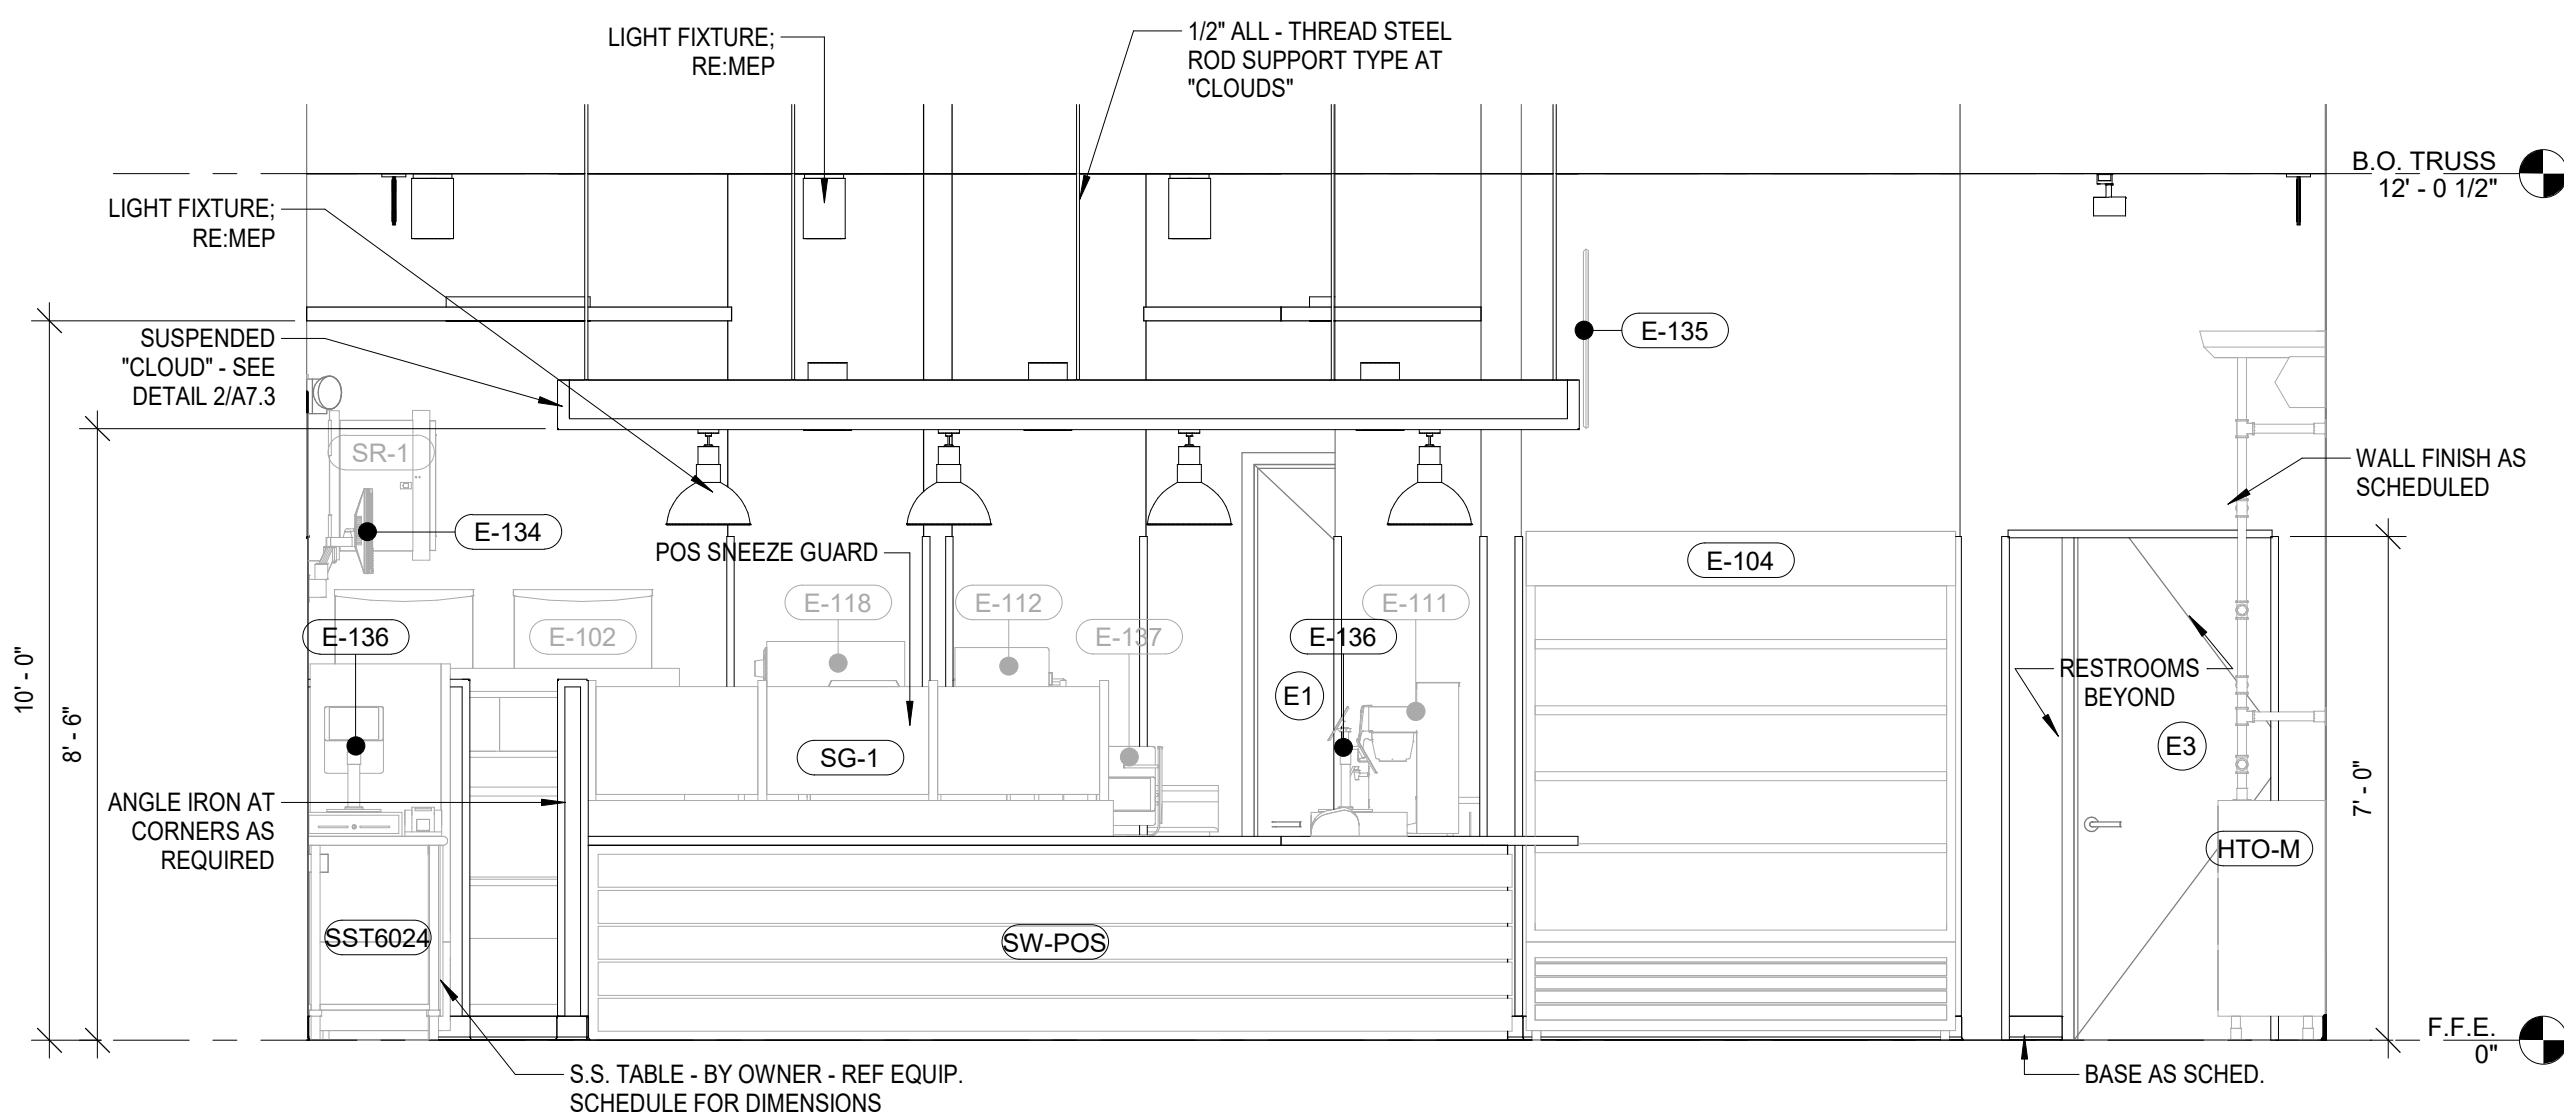 LIGHT FIXTURE;
RE:MEP
1/2" ALL - THREAD STEEL
ROD SUPPORT TYPE AT
"CLOUDS"
B.O. TRUSS
12' - 0 1/2"
LIGHT FIXTURE;
RE:MEP
SUSPENDED
"CLOUD" - SEE
DETAIL 2/A7.3
E-135
SR-1
WALL FINISH AS
SCHEDULED
E-134
POS SNEEZE GUARD
E-104
E-118
E-112
E-111
E-136
E-102
E-137
E-136
10' - 0"
8' - 6"
E1
RESTROOMS
BEYOND
SG-1
E3
7' - 0"
ANGLE IRON AT
CORNERS AS
REQUIRED
HTO-M
SST6024
SW-POS
F.F.E.
0"
S.S. TABLE - BY OWNER - REF EQUIP.
SCHEDULE FOR DIMENSIONS
BASE AS SCHED.